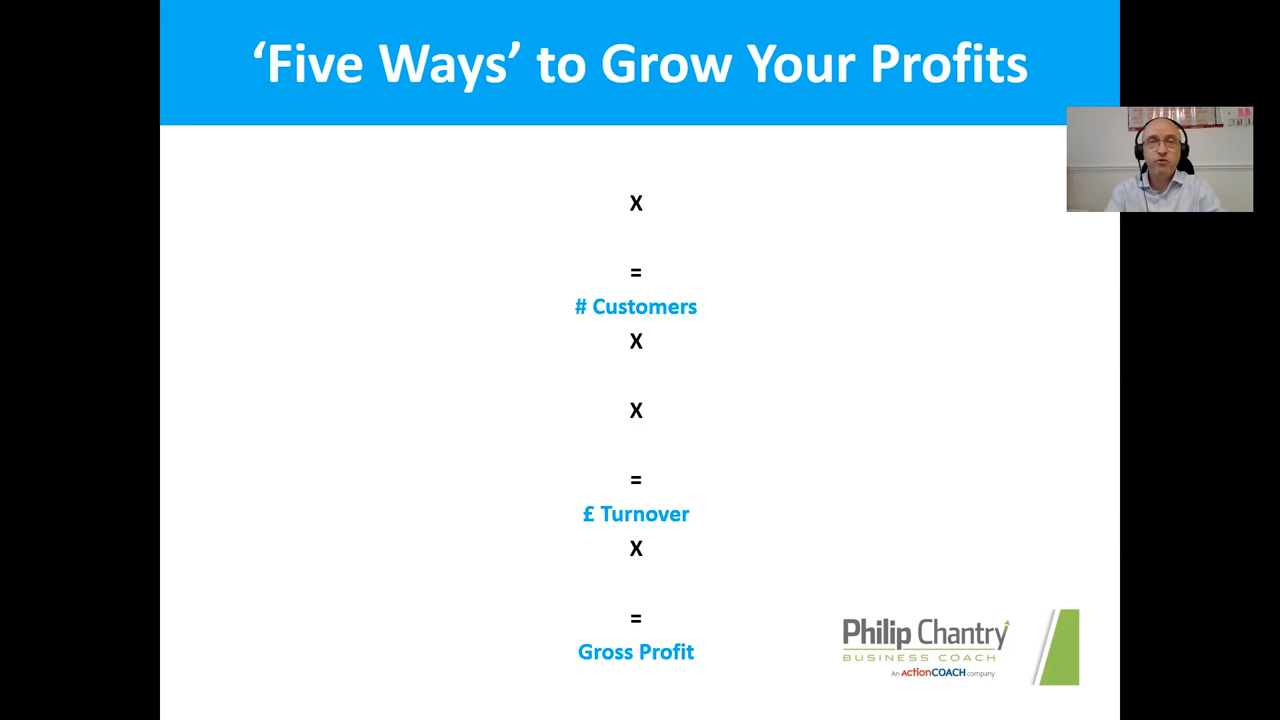 ‘Five Ways’ to Grow Your Profits
X
=
# Customers
X
X
=
£ Turnover
X
=
Gross Profit
Philip Chantry
BUSINESS COACH
An ActionCOACH company